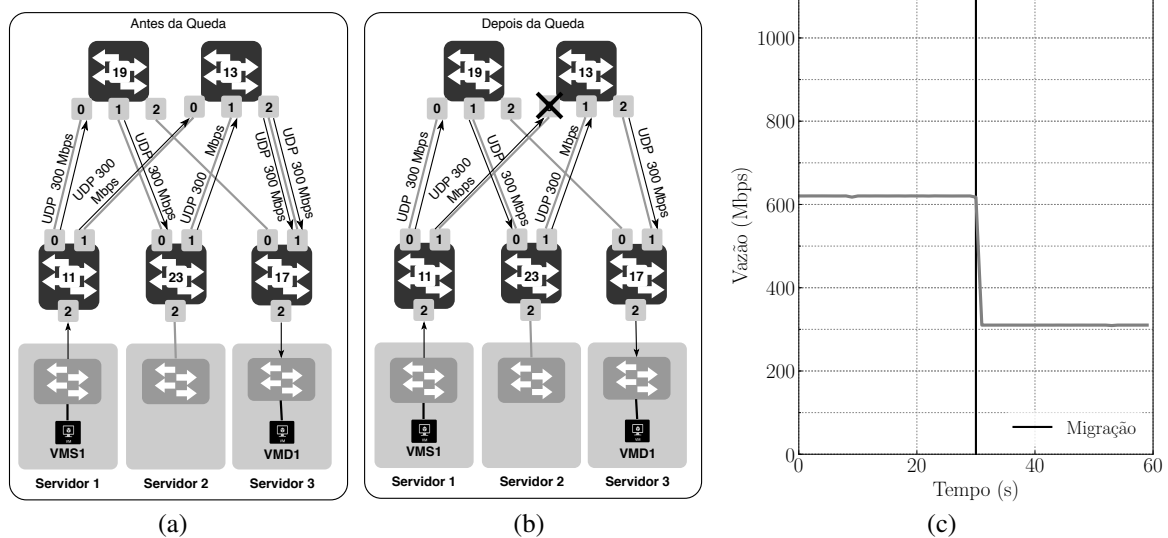 Antes da Queda
19
13
0
1
2
0
1
2
UDP 300 Mbps
UDP 300 Mbps
UDP 300 Mbps
UDP 300 Mbps
UDP 300 Mbps
UDP 300 Mbps
0
1
0
1
0
1
11
23
17
2
2
2
VM
VM
VMS1
VMD1
Servidor 1
Servidor 2
Servidor 3
(a)
Depois da Queda
19
13
0
1
2
1
2
UDP 300 Mbps
UDP 300 Mbps
UDP 300 Mbps
UDP 300 Mbps
UDP 300 Mbps
0
1
0
1
0
1
11
23
17
2
2
2
VM
VM
VMS1
VMD1
Servidor 1
Servidor 2
Servidor 3
(b)
1000
800
600
400
200
0
Vazão (Mbps)
0
20
40
60
Tempo (s)
Migração
(c)